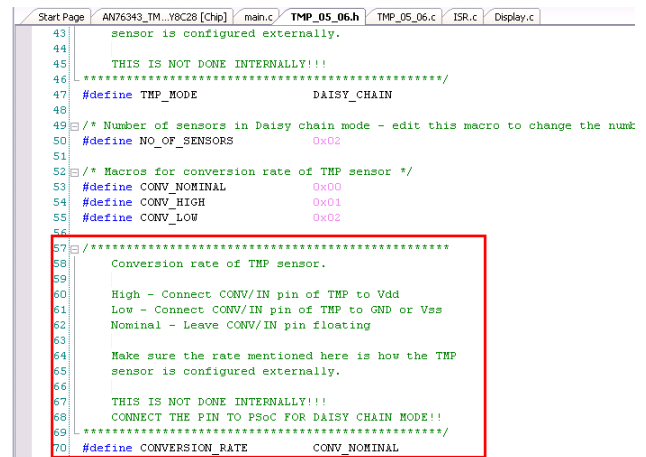 Start Page AN76343_TM...Y8C28 [Chip] main.c TMP_05_06.h TMP_05_06.c ISR.c Display.c
43 sensor is configured externally.
44
45 THIS IS NOT DONE INTERNALLY!!!
46 **************************************************/
47 #define TMP_MODE DAISY_CHAIN
48
49 /* Number of sensors in Daisy chain mode - edit this macro to change the numb
50 #define NO_OF_SENSORS 0x02
51
52 /* Macros for conversion rate of TMP sensor */
53 #define CONV_NOMINAL 0x00
54 #define CONV_HIGH 0x01
55 #define CONV_LOW 0x02
56
57 /**************************************************
58 Conversion rate of TMP sensor.
59
60 High - Connect CONV/IN pin of TMP to Vdd
61 Low - Connect CONV/IN pin of TMP to GND or Vss
62 Nominal - Leave CONV/IN pin floating
63
64 Make sure the rate mentioned here is how the TMP
65 sensor is configured externally.
66
67 THIS IS NOT DONE INTERNALLY!!!
68 CONNECT THE PIN TO PSoC FOR DAISY CHAIN MODE!!
69 **************************************************/
70 #define CONVERSION_RATE CONV_NOMINAL